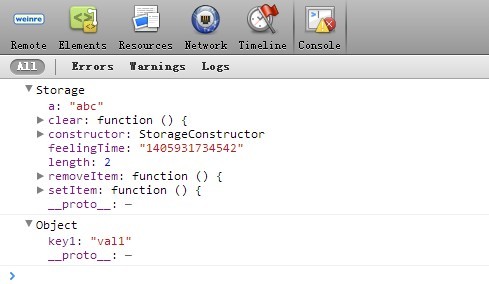 weinre
Remote Elements Resources Network Timeline Console
All Errors Warnings Logs
Storage
a: "abc"
clear: function () {
constructor: StorageConstructor
feelingTime: "1405931734542"
length: 2
removeItem: function () {
setItem: function () {
__proto__: –
Object
key1: "val1"
__proto__: –